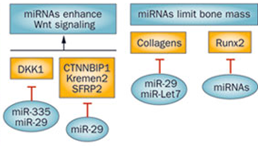 miRNAs enhance
Wnt signaling
DKK1
CTNNBIP1
Kremen2
SFRP2
miR-335
miR-29
miR-29
miRNAs limit bone mass
Collagens
Runx2
miR-29
miR-Let7
miRNAs